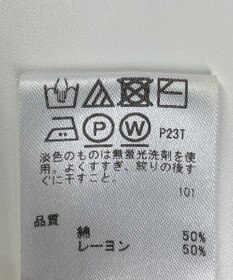 P W P23T
淡色のものは無蛍光洗剤を使
用。よくすすぎ、絞りの後す
ぐに干すこと。
101
品質
綿 50%
レーヨン 50%